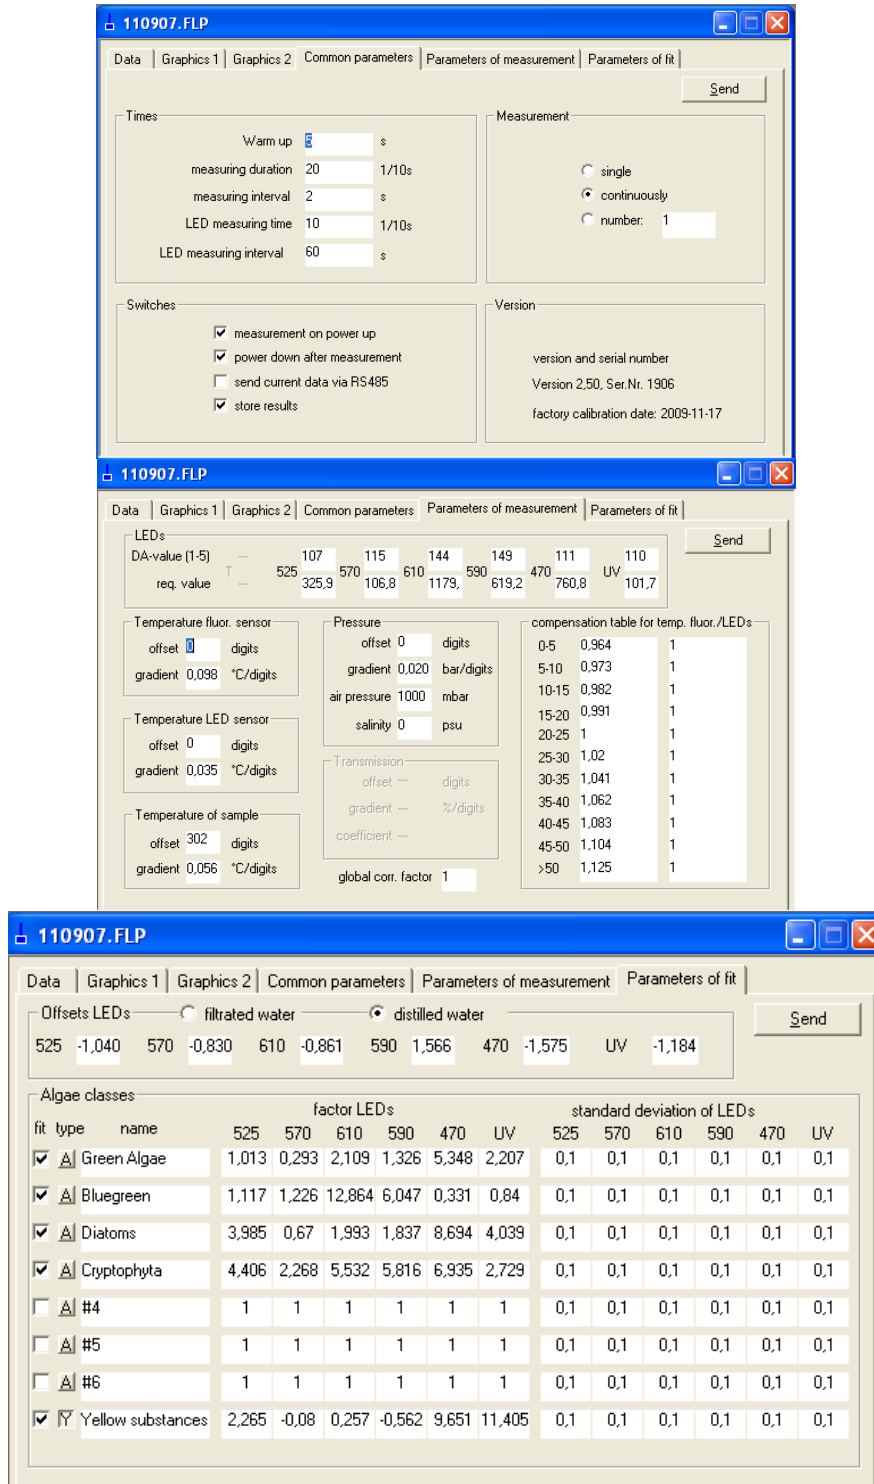 110907.FLP
Data Graphics 1 Graphics 2 Common parameters Parameters of measurement Parameters of fit
Send
Times Measurement
Warm up 5 s
measuring duration 20 1/10s single
measuring interval 2 s continuously
LED measuring time 10 1/10s number: 1
LED measuring interval 60 s
Switches Version
measurement on power up
power down after measurement version and serial number
send current data via RS485 Version 2,50, Ser.Nr. 1906
store results factory calibration date: 2009-11-17
110907.FLP
Data Graphics 1 Graphics 2 Common parameters Parameters of measurement Parameters of fit
LEDs Send
DA-value (1-5) --- 107 115 144 149 111 110
T 525 570 610 590 470 UV
req. value --- 325,9 106,8 1179, 619,2 760,8 101,7
Temperature fluor. sensor Pressure compensation table for temp. fluor./LEDs
offset 0 digits offset 0 digits 0-5 0,964 1
gradient 0,098 °C/digits gradient 0,020 bar/digits 5-10 0,973 1
air pressure 1000 mbar 10-15 0,982 1
Temperature LED sensor salinity 0 psu 15-20 0,991 1
offset 0 digits 20-25 1 1
gradient 0,035 °C/digits Transmission 25-30 1,02 1
offset --- digits 30-35 1,041 1
gradient --- %/digits 35-40 1,062 1
Temperature of sample coefficient --- 40-45 1,083 1
offset 302 digits 45-50 1,104 1
gradient 0,056 °C/digits global corr. factor 1 >50 1,125 1
110907.FLP
Data Graphics 1 Graphics 2 Common parameters Parameters of measurement Parameters of fit
Offsets LEDs filtrated water distilled water Send
525 -1,040 570 -0,830 610 -0,861 590 1,566 470 -1,575 UV -1,184
Algae classes
factor LEDs standard deviation of LEDs
fit type name 525 570 610 590 470 UV 525 570 610 590 470 UV
A Green Algae 1,013 0,293 2,109 1,326 5,348 2,207 0,1 0,1 0,1 0,1 0,1 0,1
A Bluegreen 1,117 1,226 12,864 6,047 0,331 0,84 0,1 0,1 0,1 0,1 0,1 0,1
A Diatoms 3,985 0,67 1,993 1,837 8,694 4,039 0,1 0,1 0,1 0,1 0,1 0,1
A Cryptophyta 4,406 2,268 5,532 5,816 6,935 2,729 0,1 0,1 0,1 0,1 0,1 0,1
A #4 1 1 1 1 1 1 0,1 0,1 0,1 0,1 0,1 0,1
A #5 1 1 1 1 1 1 0,1 0,1 0,1 0,1 0,1 0,1
A #6 1 1 1 1 1 1 0,1 0,1 0,1 0,1 0,1 0,1
Y Yellow substances 2,265 -0,08 0,257 -0,562 9,651 11,405 0,1 0,1 0,1 0,1 0,1 0,1